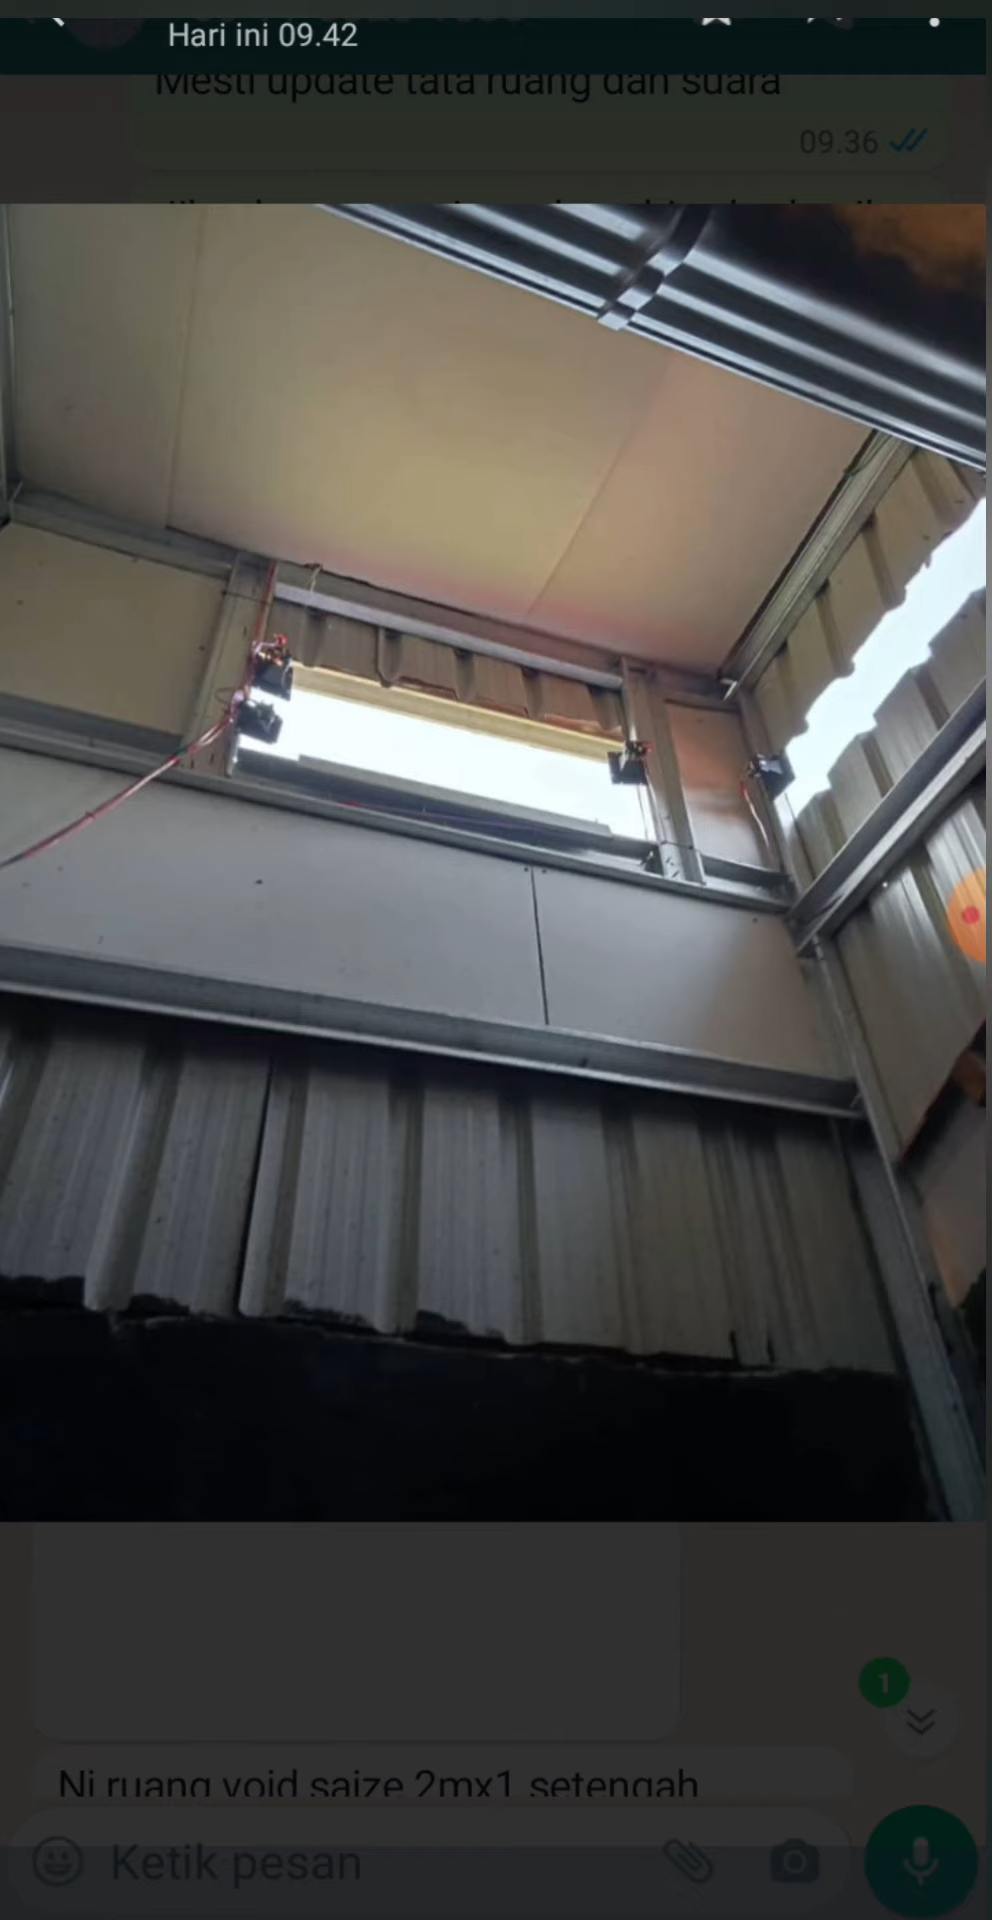 Hari ini 09.42
Mesti update tata ruang dan suara
09.36
1
Ni ruang void saize 2mx1 setengah
Ketik pesan